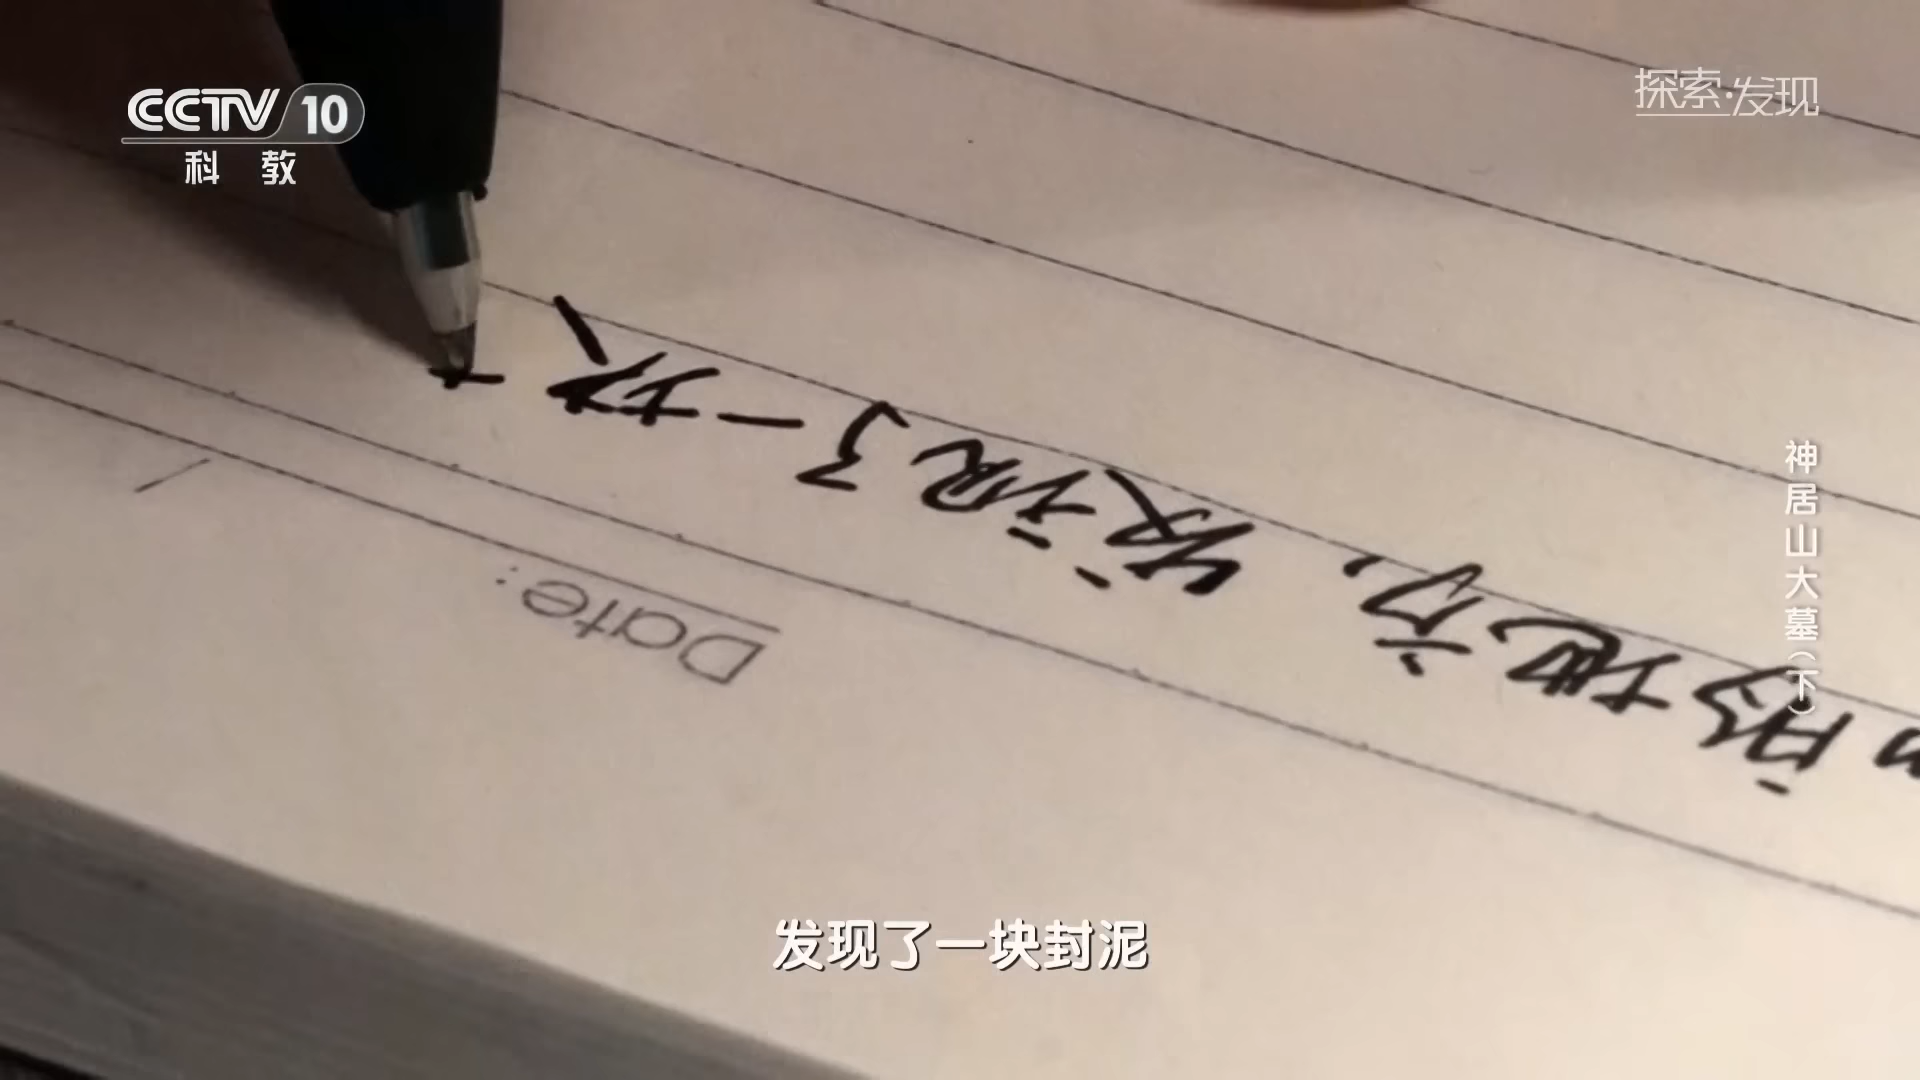 CCTV 10
科 教
探索·发现
神居山大墓(下)
的地方,发现了一块
Date:
发现了一块封泥